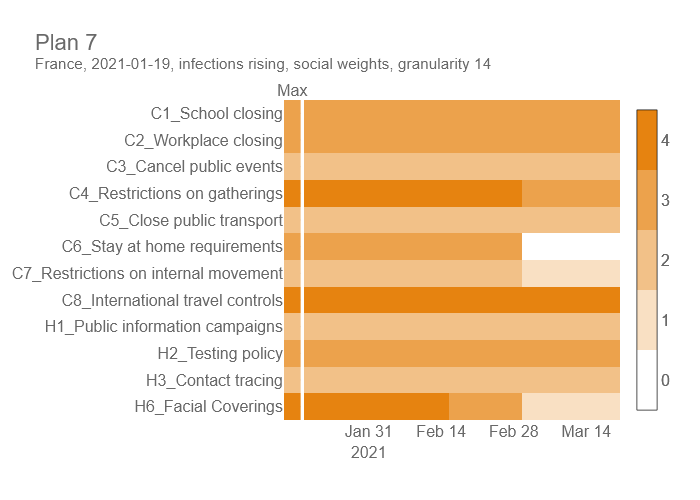 Plan 7
France, 2021-01-19, infections rising, social weights, granularity 14
Max
C1_School closing
C2_Workplace closing
C3_Cancel public events
C4_Restrictions on gatherings
C5_Close public transport
C6_Stay at home requirements
C7_Restrictions on internal movement
C8_International travel controls
H1_Public information campaigns
H2_Testing policy
H3_Contact tracing
H6_Facial Coverings
Jan 31 Feb 14 Feb 28 Mar 14
2021
4
3
2
1
0